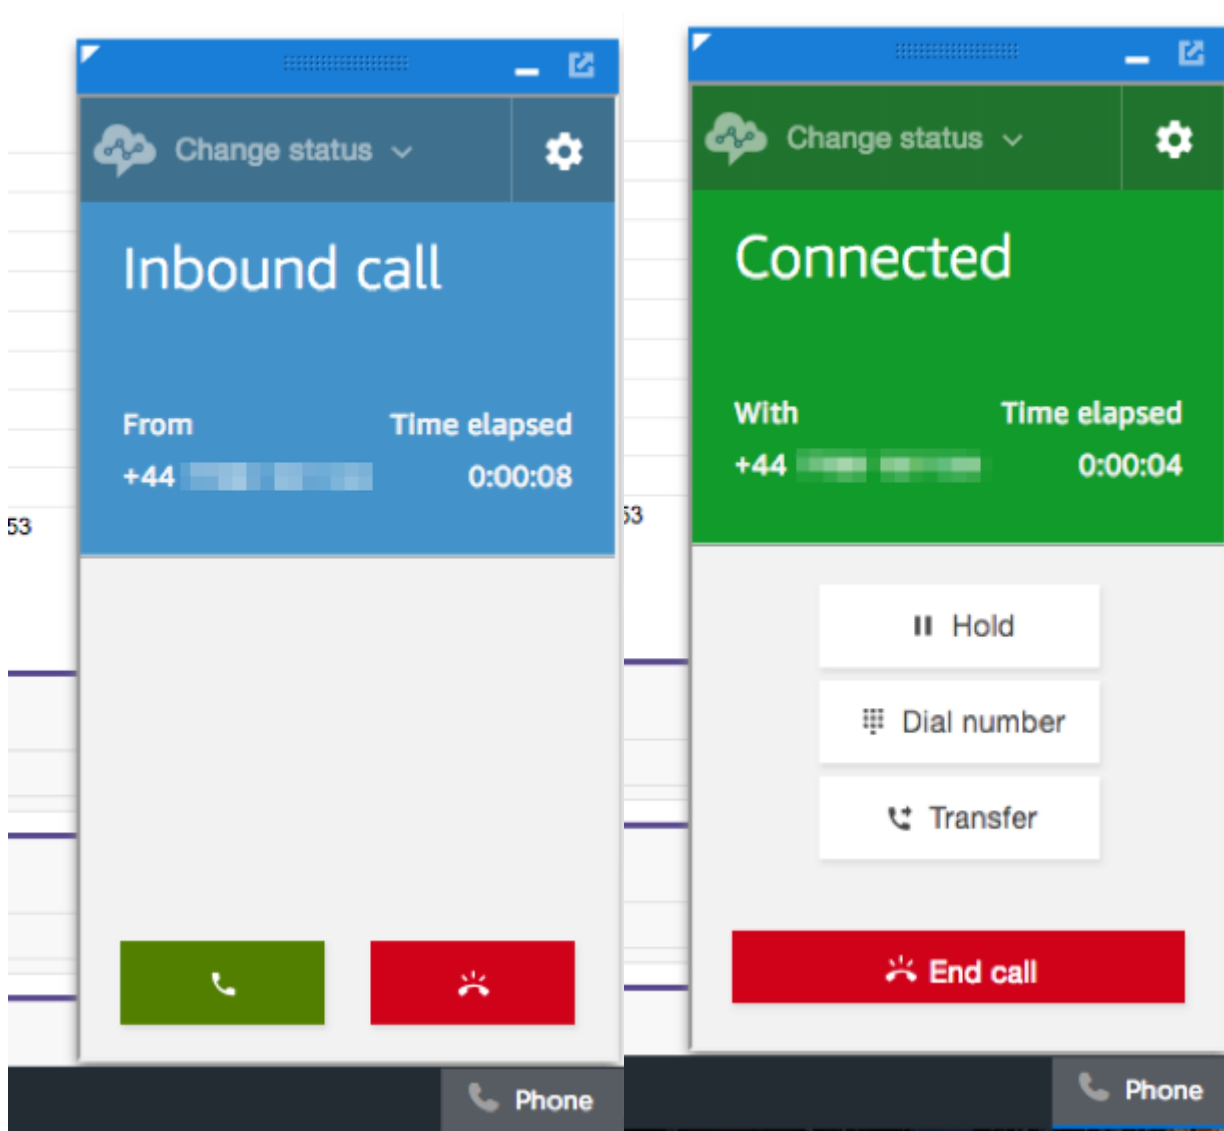 Change status
Inbound call
From Time elapsed
+44 0:00:08
53
Phone
Change status
Connected
With Time elapsed
+44 0:00:04
53
Hold
Dial number
Transfer
End call
Phone